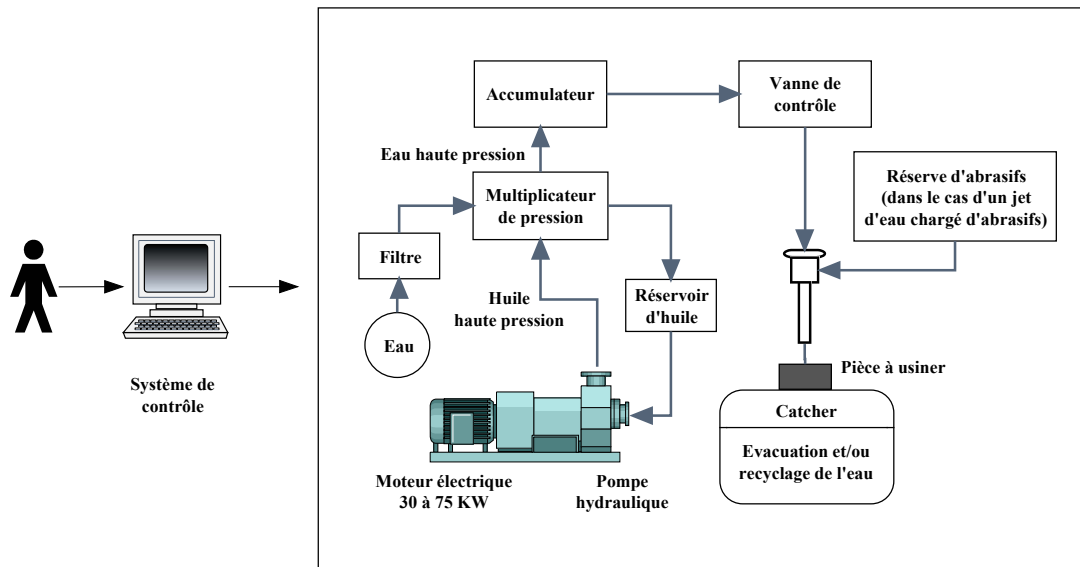 Accumulateur
Vanne de
contrôle
Eau haute pression
Réserve d'abrasifs
(dans le cas d'un jet
d'eau chargé d'abrasifs)
Multiplicateur
de pression
Filtre
Huile
haute pression
Réservoir
d'huile
Eau
Système de
contrôle
Pièce à usiner
Catcher
Evacuation et/ou
recyclage de l'eau
Moteur électrique
30 à 75 KW
Pompe
hydraulique